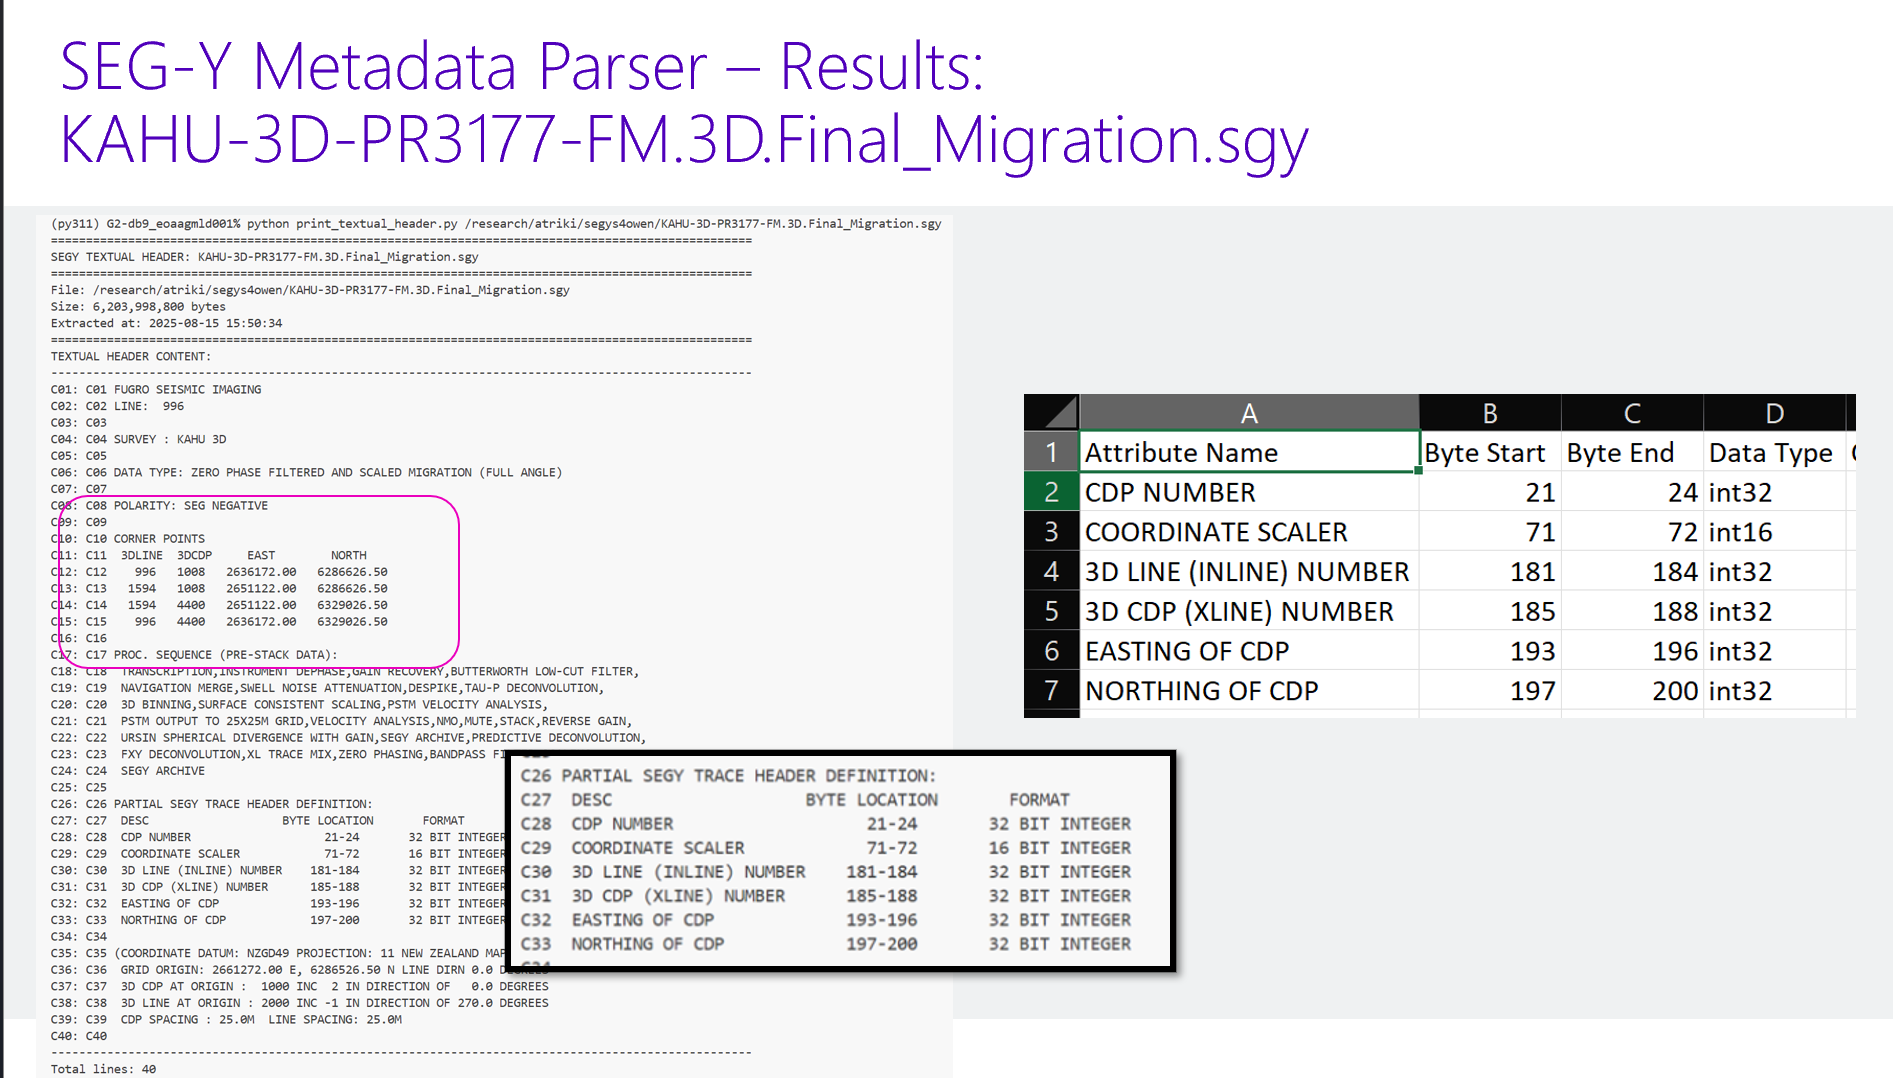 SEG-Y Metadata Parser – Results:
KAHU-3D-PR3177-FM.3D.Final_Migration.sgy
(py311) G2-db9_eoaagmld001% python print_textual_header.py /research/atriki/segys4owen/KAHU-3D-PR3177-FM.3D.Final_Migration.sgy
====================================================================================================
SEGY TEXTUAL HEADER: KAHU-3D-PR3177-FM.3D.Final_Migration.sgy
====================================================================================================
File: /research/atriki/segys4owen/KAHU-3D-PR3177-FM.3D.Final_Migration.sgy
Size: 6,203,998,800 bytes
Extracted at: 2025-08-15 15:50:34
====================================================================================================
TEXTUAL HEADER CONTENT:
----------------------------------------------------------------------------------------------------
C01: C01 FUGRO SEISMIC IMAGING
C02: C02 LINE:  996
C03: C03
C04: C04 SURVEY : KAHU 3D
C05: C05
C06: C06 DATA TYPE: ZERO PHASE FILTERED AND SCALED MIGRATION (FULL ANGLE)
C07: C07
C08: C08 POLARITY: SEG NEGATIVE
C09: C09
C10: C10 CORNER POINTS
C11: C11  3DLINE  3DCDP     EAST        NORTH
C12: C12    996   1008   2636172.00   6286626.50
C13: C13   1594   1008   2651122.00   6286626.50
C14: C14   1594   4400   2651122.00   6329026.50
C15: C15    996   4400   2636172.00   6329026.50
C16: C16
C17: C17 PROC. SEQUENCE (PRE-STACK DATA):
C18: C18  TRANSCRIPTION,INSTRUMENT DEPHASE,GAIN RECOVERY,BUTTERWORTH LOW-CUT FILTER,
C19: C19  NAVIGATION MERGE,SWELL NOISE ATTENUATION,DESPIKE,TAU-P DECONVOLUTION,
C20: C20  3D BINNING,SURFACE CONSISTENT SCALING,PSTM VELOCITY ANALYSIS,
C21: C21  PSTM OUTPUT TO 25X25M GRID,VELOCITY ANALYSIS,NMO,MUTE,STACK,REVERSE GAIN,
C22: C22  URSIN SPHERICAL DIVERGENCE WITH GAIN,SEGY ARCHIVE,PREDICTIVE DECONVOLUTION,
C23: C23  FXY DECONVOLUTION,XL TRACE MIX,ZERO PHASING,BANDPASS
C24: C24  SEGY ARCHIVE
C25: C25
C26: C26 PARTIAL SEGY TRACE HEADER DEFINITION:
C27: C27  DESC                   BYTE LOCATION       FORMAT
C28: C28  CDP NUMBER                   21-24       32 BIT INTEGER
C29: C29  COORDINATE SCALER            71-72       16 BIT INTEGER
C30: C30  3D LINE (INLINE) NUMBER    181-184       32 BIT INTEGER
C31: C31  3D CDP (XLINE) NUMBER      185-188       32 BIT INTEGER
C32: C32  EASTING OF CDP             193-196       32 BIT INTEGER
C33: C33  NORTHING OF CDP            197-200       32 BIT INTEGER
C34: C34
C35: C35 (COORDINATE DATUM: NZGD49 PROJECTION: 11 NEW ZEALAND
C36: C36  GRID ORIGIN: 2661272.00 E, 6286526.50 N LINE DIRN 0.0 DEGREES
C37: C37  3D CDP AT ORIGIN :  1000 INC  2 IN DIRECTION OF   0.0 DEGREES
C38: C38  3D LINE AT ORIGIN : 2000 INC -1 IN DIRECTION OF 270.0 DEGREES
C39: C39  CDP SPACING : 25.0M  LINE SPACING: 25.0M
C40: C40
----------------------------------------------------------------------------------------------------
Total lines: 40
C26 PARTIAL SEGY TRACE HEADER DEFINITION:
C27  DESC                   BYTE LOCATION       FORMAT
C28  CDP NUMBER                   21-24       32 BIT INTEGER
C29  COORDINATE SCALER            71-72       16 BIT INTEGER
C30  3D LINE (INLINE) NUMBER    181-184       32 BIT INTEGER
C31  3D CDP (XLINE) NUMBER      185-188       32 BIT INTEGER
C32  EASTING OF CDP             193-196       32 BIT INTEGER
C33  NORTHING OF CDP            197-200       32 BIT INTEGER
A B C D
1 Attribute Name Byte Start Byte End Data Type
2 CDP NUMBER 21 24 int32
3 COORDINATE SCALER 71 72 int16
4 3D LINE (INLINE) NUMBER 181 184 int32
5 3D CDP (XLINE) NUMBER 185 188 int32
6 EASTING OF CDP 193 196 int32
7 NORTHING OF CDP 197 200 int32